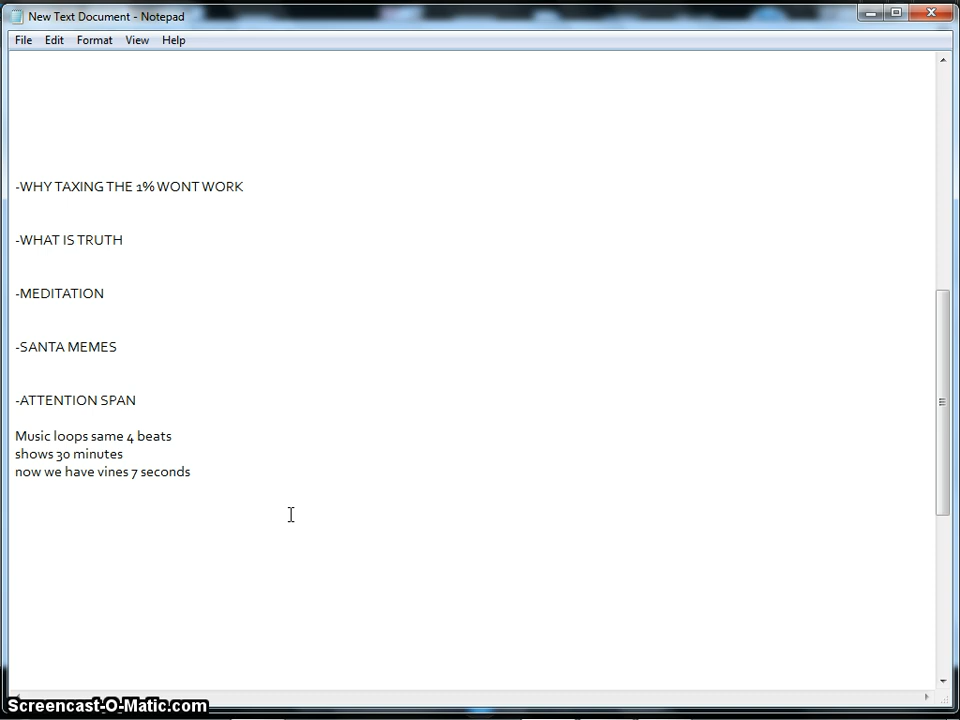 New Text Document - Notepad
File Edit Format View Help
-WHY TAXING THE 1% WONT WORK
-WHAT IS TRUTH
-MEDITATION
-SANTA MEMES
-ATTENTION SPAN
Music loops same 4 beats
shows 30 minutes
now we have vines 7 seconds
Screencast-O-Matic.com